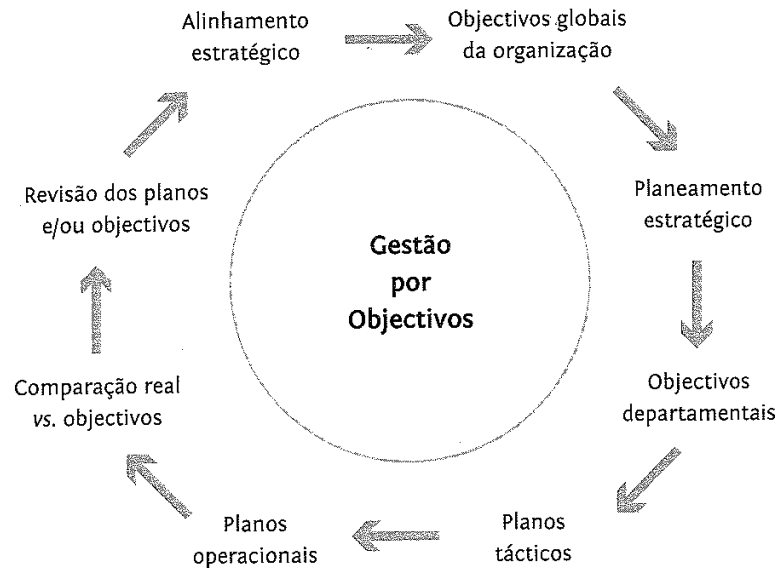 Alinhamento
estratégico
Objectivos globais
da organização
Planeamento
estratégico
Objectivos
departamentais
Planos
tácticos
Planos
operacionais
Comparação real
vs. objectivos
Revisão dos planos
e/ou objectivos
Gestão
por
Objectivos